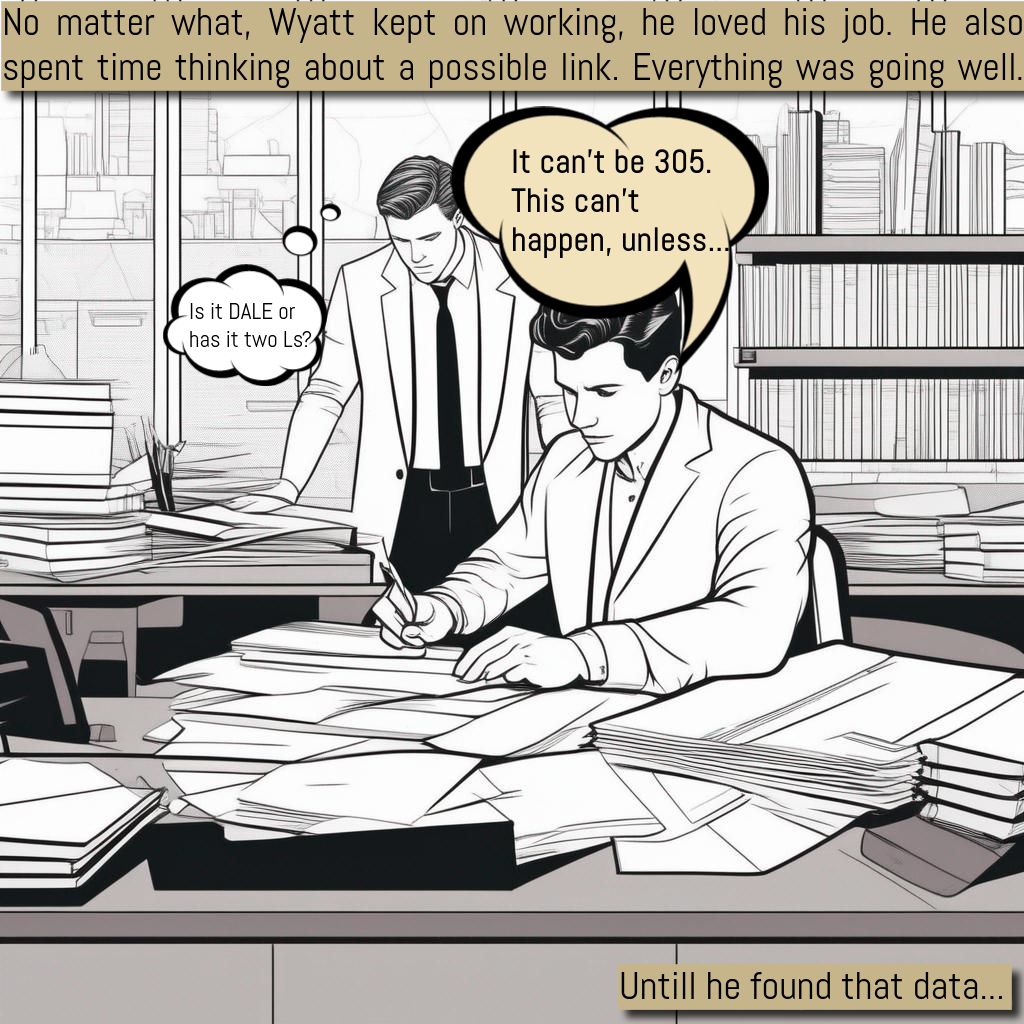 No matter what, Wyatt kept on working, he loved his job. He also
spent time thinking about a possible link. Everything was going well.
It can't be 305.
This can't
happen, unless...
Is it DALE or
has it two Ls?
Untill he found that data...